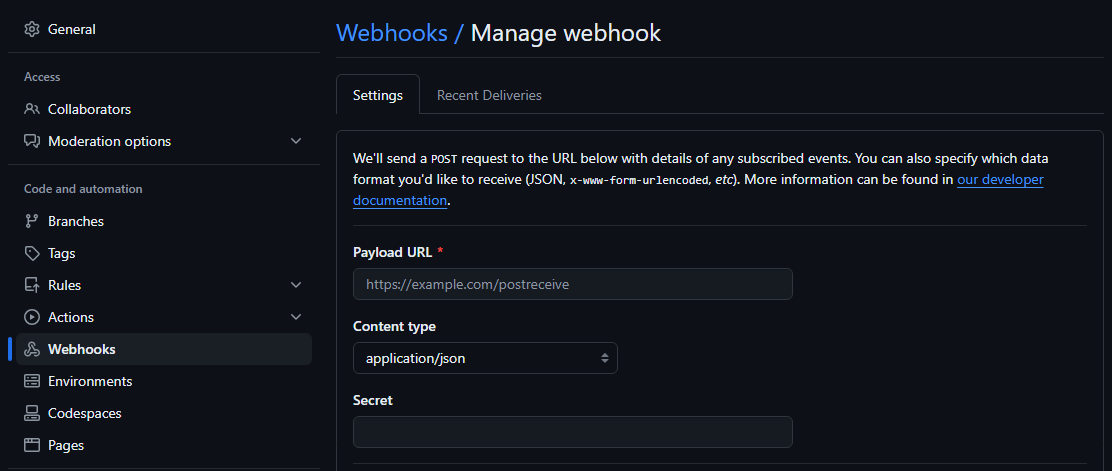 General
Access
Collaborators
Moderation options
Code and automation
Branches
Tags
Rules
Actions
Webhooks
Environments
Codespaces
Pages
Webhooks / Manage webhook
Settings
Recent Deliveries
We'll send a POST request to the URL below with details of any subscribed events. You can also specify which data
format you'd like to receive (JSON, x-www-form-urlencoded, etc). More information can be found in our developer
documentation.
Payload URL *
https://example.com/postreceive
Content type
application/json
Secret